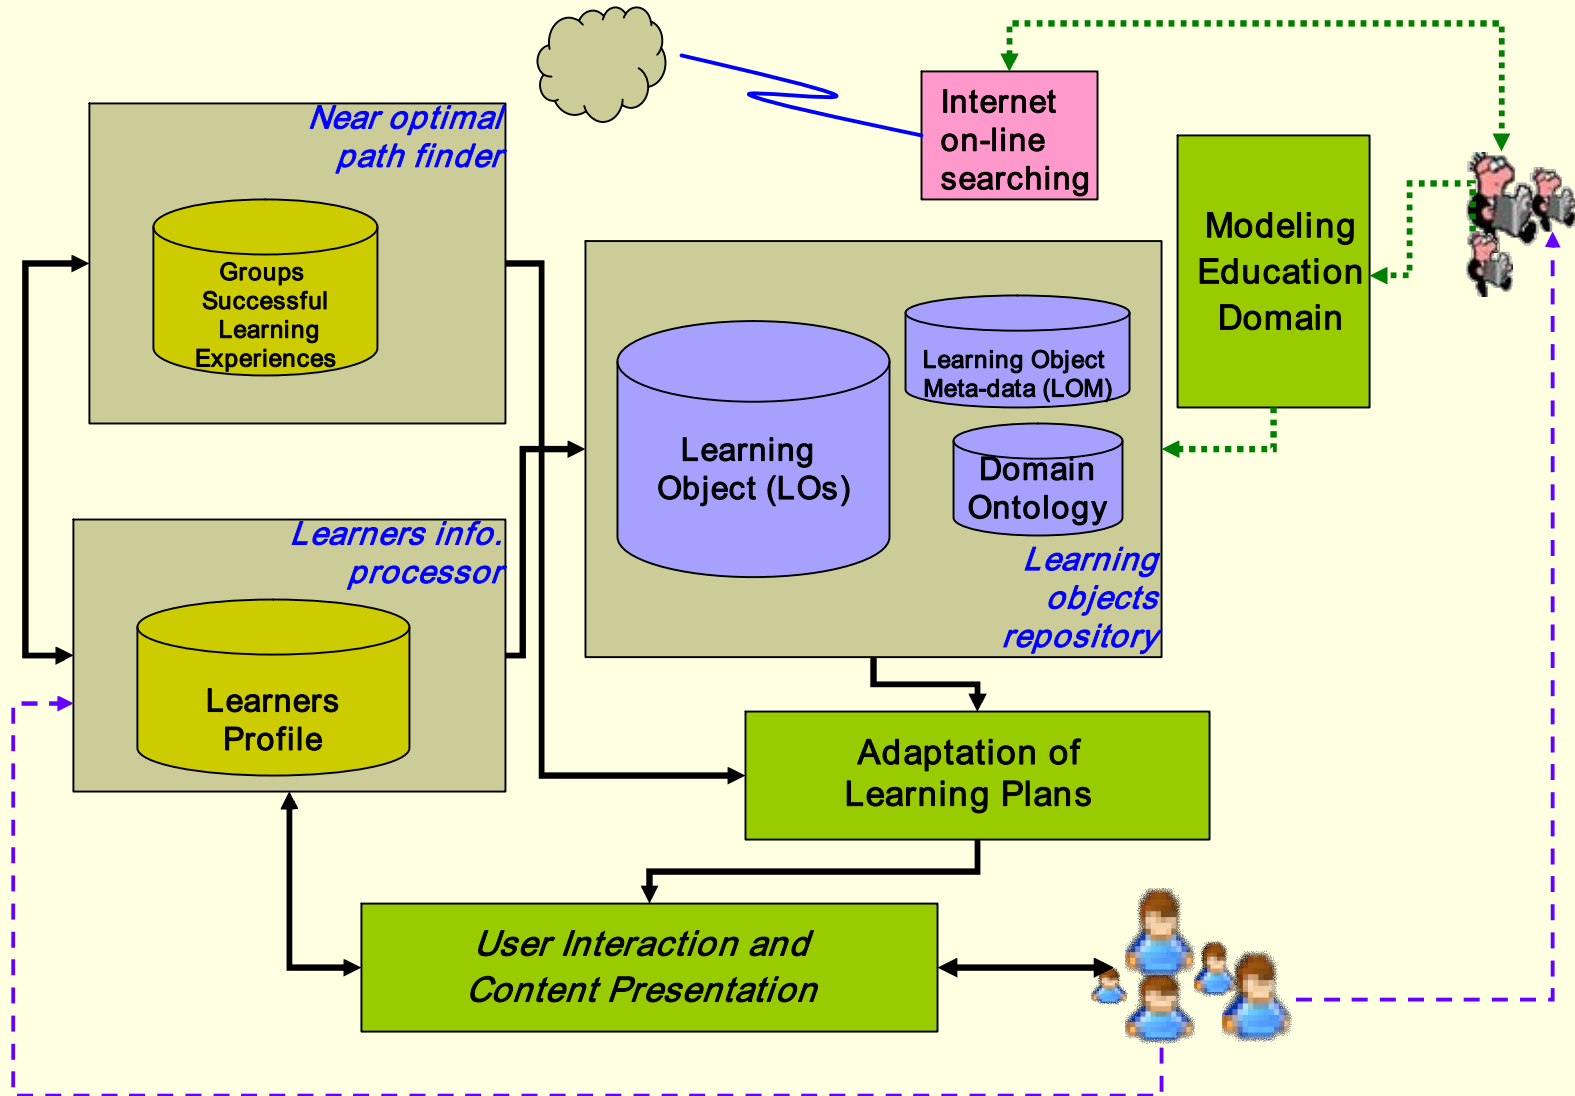 Near optimal
path finder
Groups
Successful
Learning
Experiences
Internet
on-line
searching
Modeling
Education
Domain
Learning
Object (LOs)
Learning Object
Meta-data (LOM)
Domain
Ontology
Learning
objects
repository
Learners info.
processor
Learners
Profile
Adaptation of
Learning Plans
User Interaction and
Content Presentation